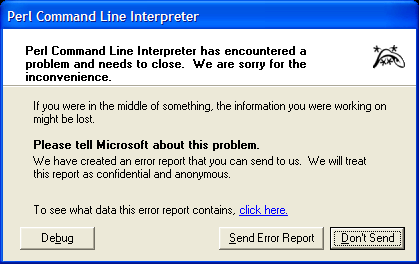 Perl Command Line Interpreter
Perl Command Line Interpreter has encountered a
problem and needs to close.  We are sorry for the
inconvenience.
If you were in the middle of something, the information you were working on
might be lost.
Please tell Microsoft about this problem.
We have created an error report that you can send to us.  We will treat
this report as confidential and anonymous.
To see what data this error report contains, click here.
Debug
Send Error Report
Don't Send